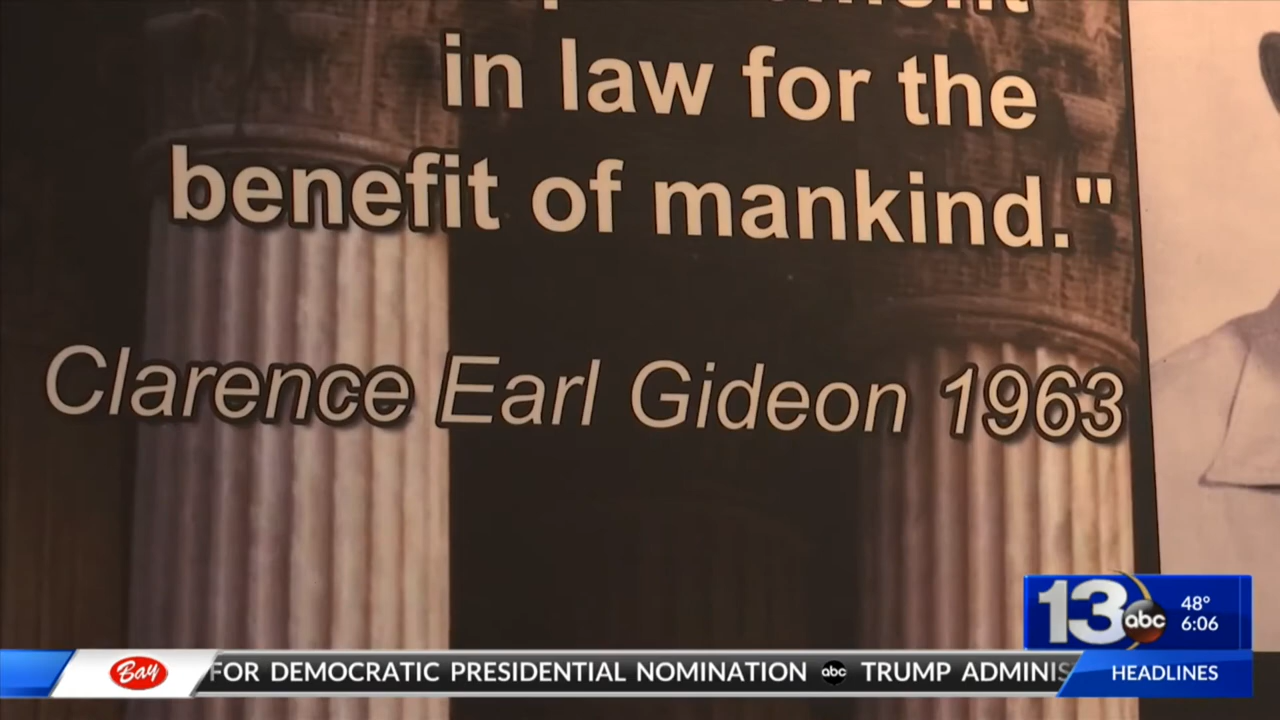 in law for the
benefit of mankind."
Clarence Earl Gideon 1963
13 abc
48°
6:06
Bay
FOR DEMOCRATIC PRESIDENTIAL NOMINATION abc TRUMP ADMINIS
HEADLINES